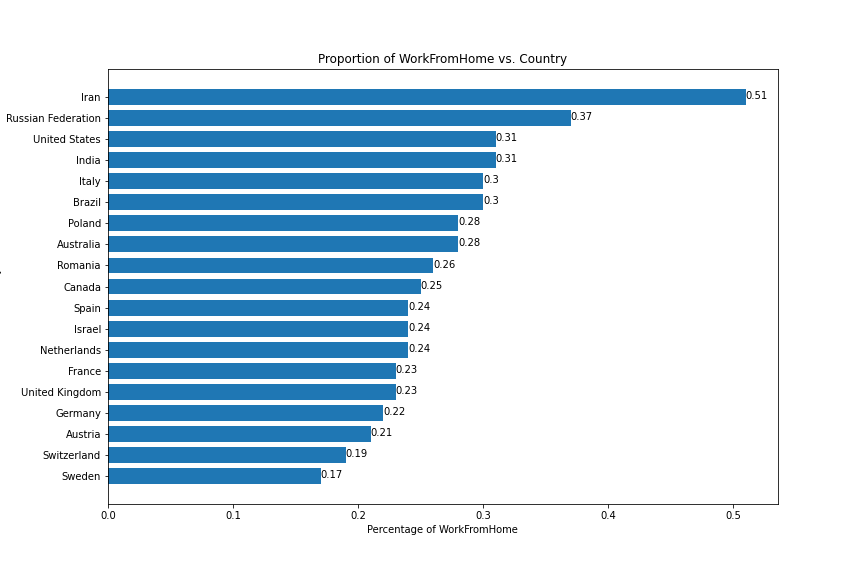 Proportion of WorkFromHome vs. Country
Iran 0.51
Russian Federation 0.37
United States 0.31
India 0.31
Italy 0.3
Brazil 0.3
Poland 0.28
Australia 0.28
Romania 0.26
Canada 0.25
Spain 0.24
Israel 0.24
Netherlands 0.24
France 0.23
United Kingdom 0.23
Germany 0.22
Austria 0.21
Switzerland 0.19
Sweden 0.17
0.0 0.1 0.2 0.3 0.4 0.5
Percentage of WorkFromHome